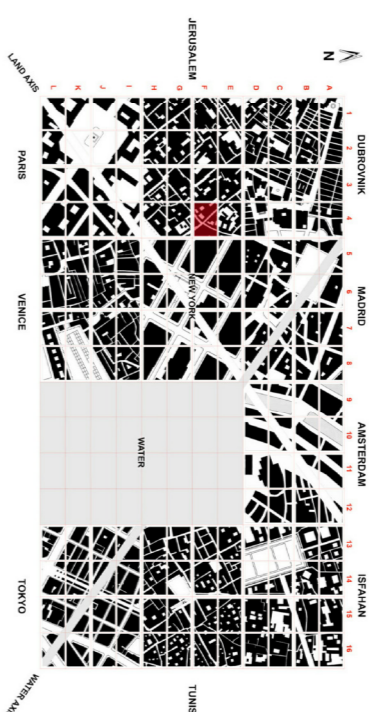 N
DUBROVNIK MADRID AMSTERDAM ISFAHAN
1 2 3 4 5 6 7 8 9 10 11 12 13 14 15 16
A
B
C
D
E
F
G
H
I
J
K
L
JERUSALEM
NEW YORK
TUNIS
WATER
LAND AXIS
WATER AXI
PARIS VENICE TOKYO